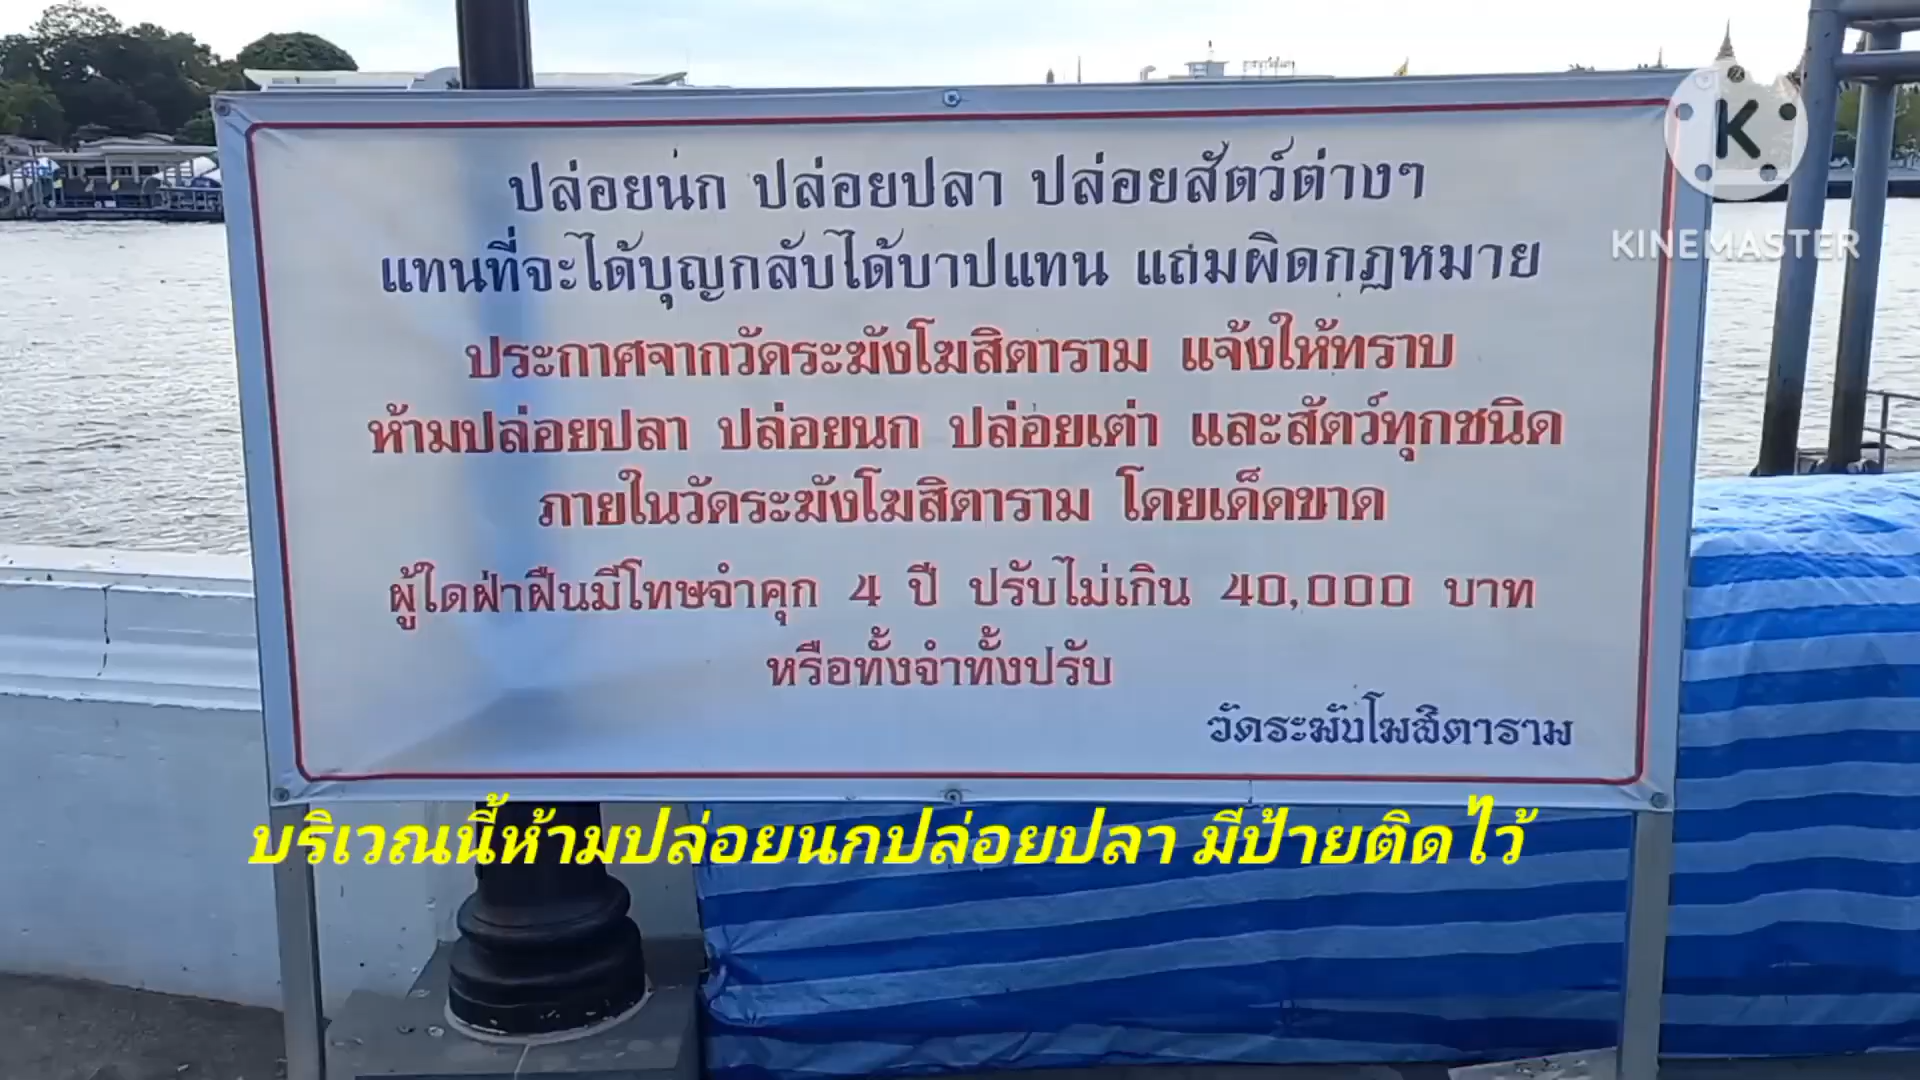 ปล่อยนก ปล่อยปลา ปล่อยสัตว์ต่างๆ
แทนที่จะได้บุญกลับได้บาปแทน แถมผิดกฎหมาย
ประกาศจากวัดระฆังโฆสิตาราม แจ้งให้ทราบ
ห้ามปล่อยปลา ปล่อยนก ปล่อยเต่า และสัตว์ทุกชนิด
ภายในวัดระฆังโฆสิตาราม โดยเด็ดขาด
ผู้ใดฝ่าฝืนมีโทษจำคุก 4 ปี ปรับไม่เกิน 40,000 บาท
หรือทั้งจำทั้งปรับ
วัดระฆังโฆสิตาราม
บริเวณนี้ห้ามปล่อยนกปล่อยปลา มีป้ายติดไว้
K
KINEMASTER